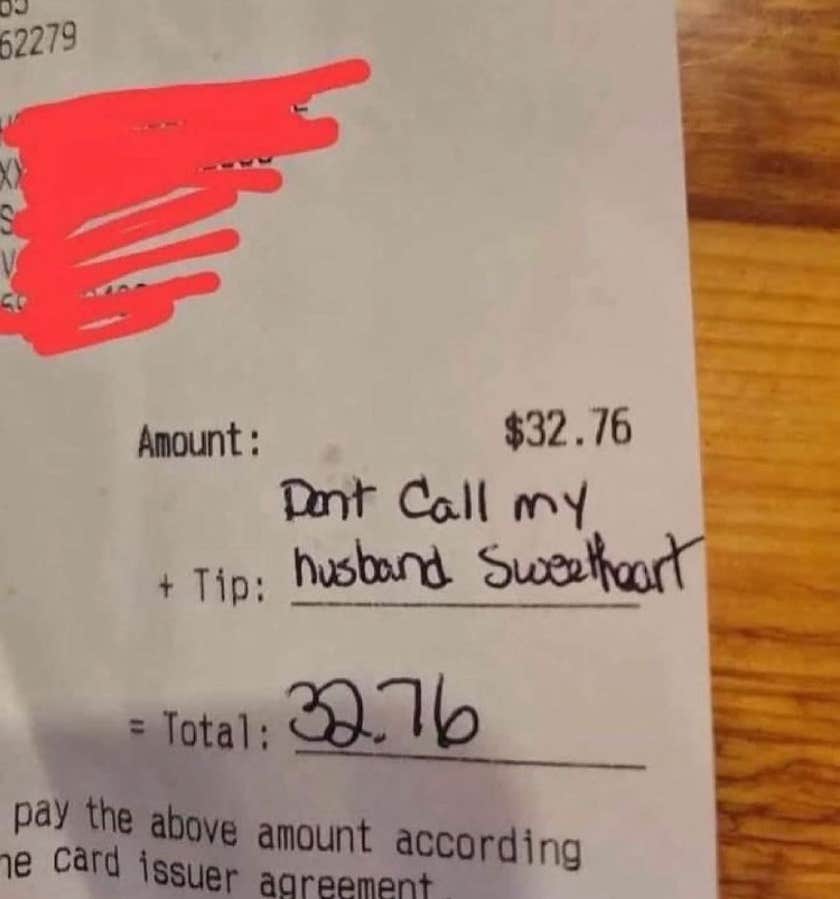 62279
Amount: $32.76
Dont Call my
+ Tip: husband Sweetheart
= Total: 32.76
pay the above amount according
card issuer agreement